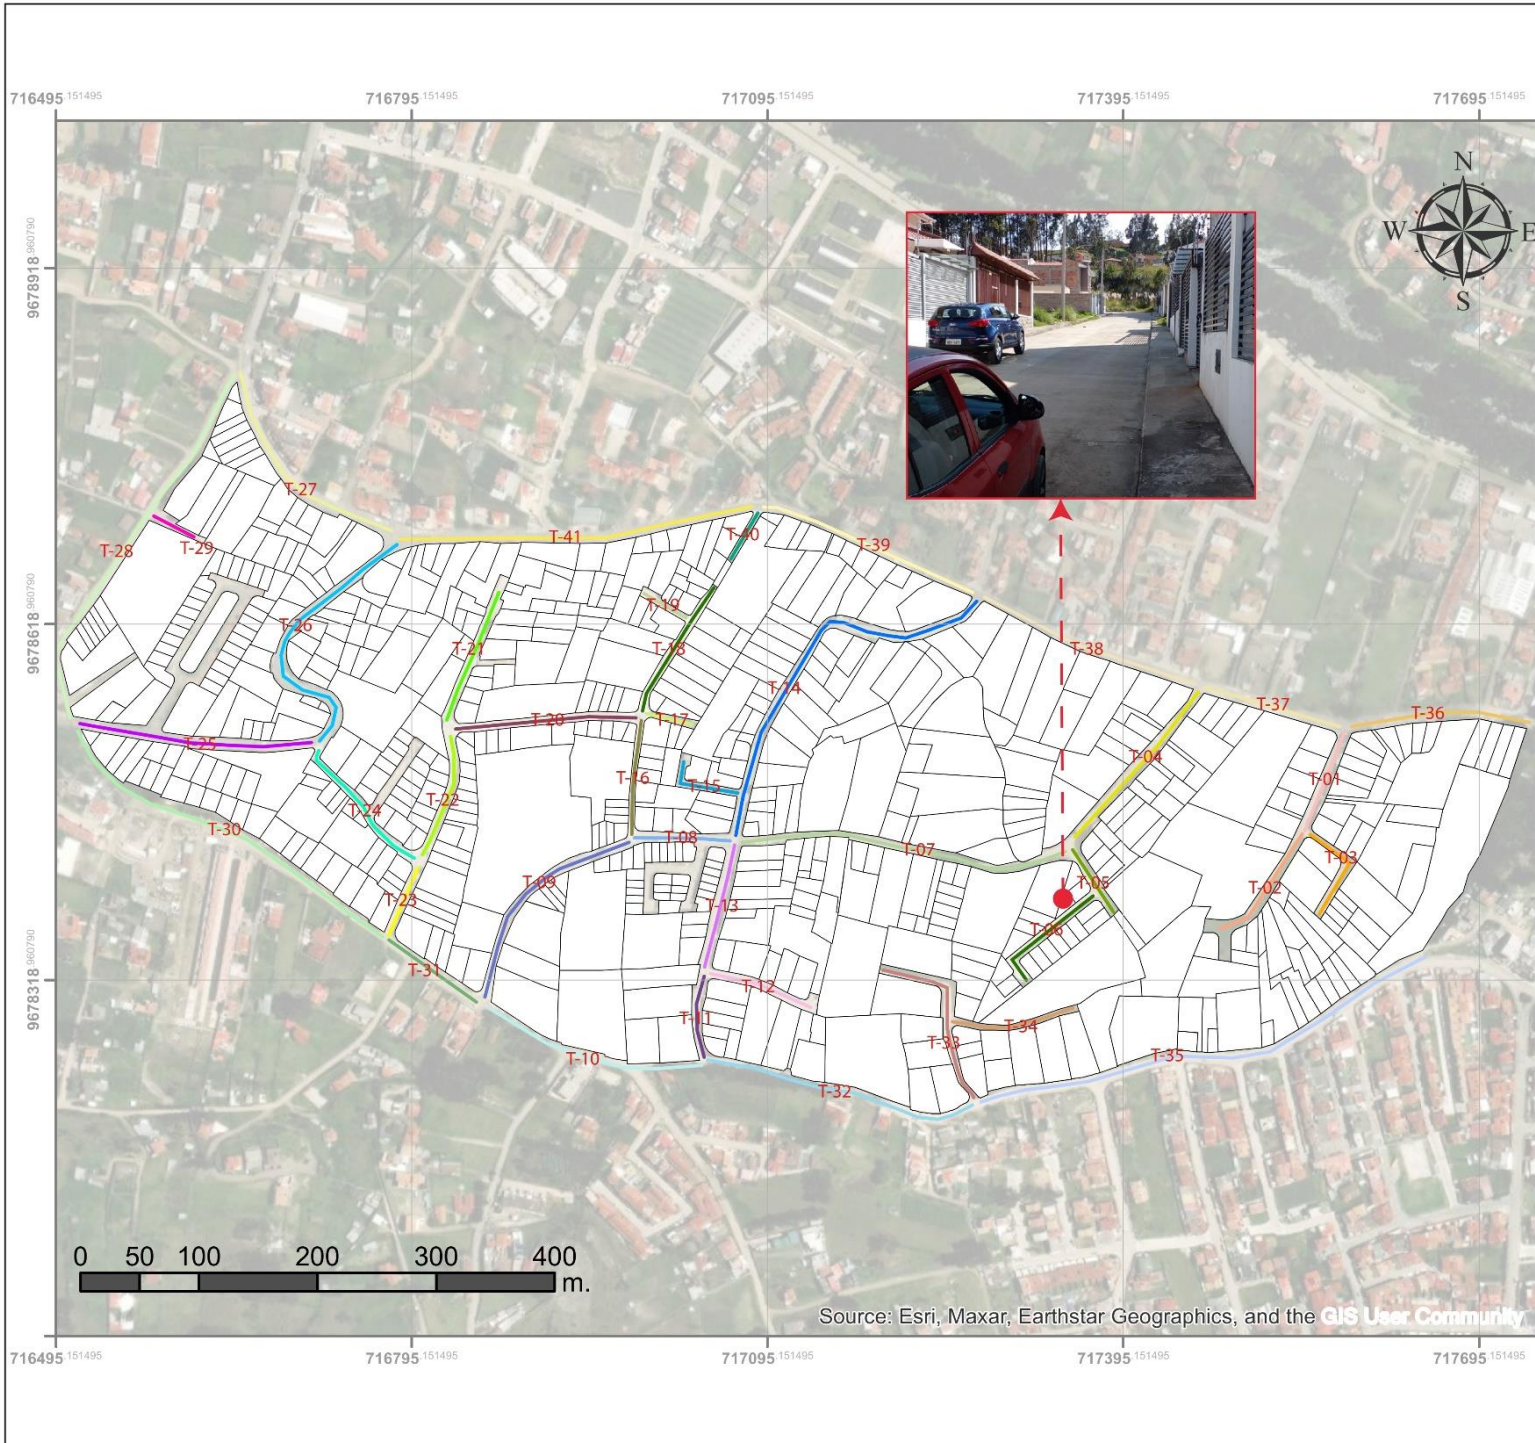 716495.151495 716795.151495 717095.151495 717395.151495 717695.151495
N
W E
S
9678918.960790
9678618.960790
9678318.960790
T-27
T-41
T-40
T-39
T-28
T-29
T-26
T-19
T-21
T-18
T-38
T-14
T-37
T-36
T-20
T-17
T-25
T-04
T-16
T-15
T-01
T-22
T-24
T-30
T-08
T-07
T-03
T-09
T-05
T-02
T-23
T-13
T-06
T-31
T-12
T-11
T-34
T-33
T-10
T-35
T-32
0 50 100 200 300 400
m.
Source: Esri, Maxar, Earthstar Geographics, and the GIS User Community
716495.151495 716795.151495 717095.151495 717395.151495 717695.151495